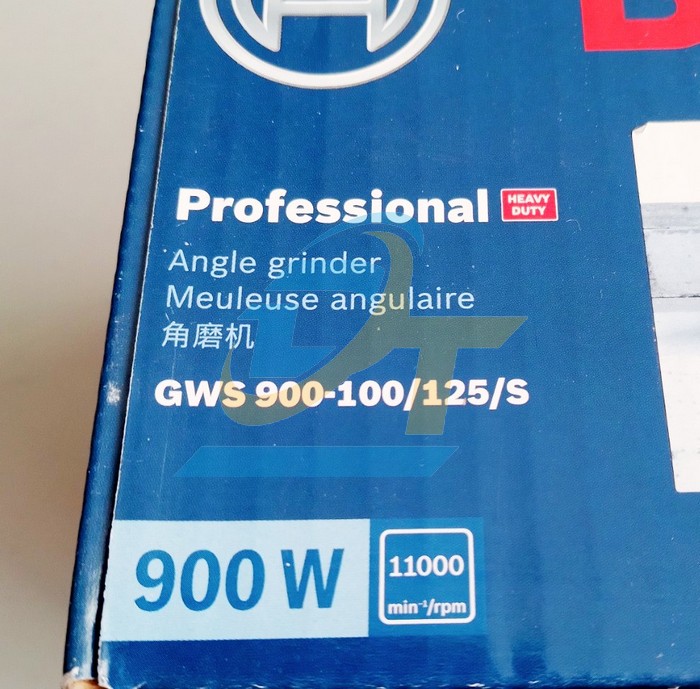 Professional HEAVY DUTY
Angle grinder
Meuleuse angulaire
角磨机
GWS 900-100/125/S
900 W
11000
min⁻¹/rpm